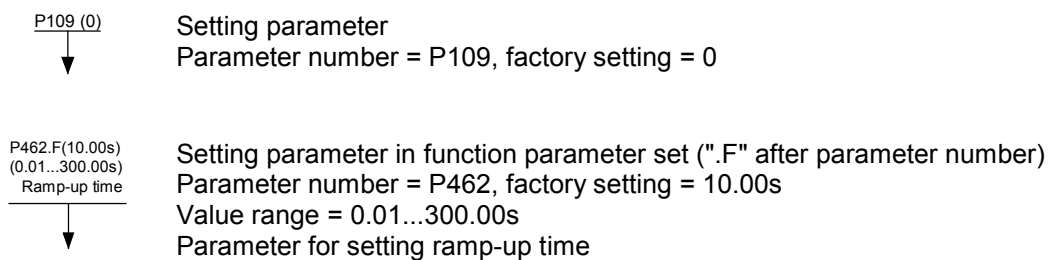 P109 (0)
Setting parameter
Parameter number = P109, factory setting = 0
P462.F(10.00s)
(0.01...300.00s)
Ramp-up time
Setting parameter in function parameter set (".F" after parameter number)
Parameter number = P462, factory setting = 10.00s
Value range = 0.01...300.00s
Parameter for setting ramp-up time